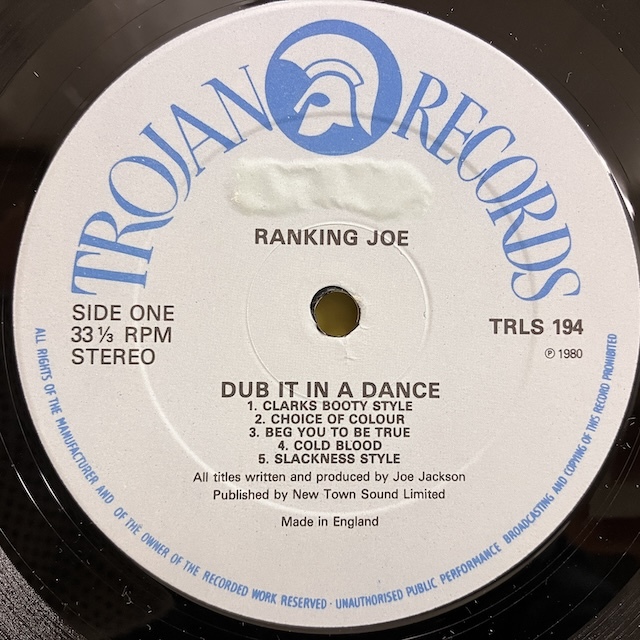 TROJAN RECORDS
RANKING JOE
SIDE ONE
33 ⅓ RPM
STEREO
TRLS 194
℗ 1980
DUB IT IN A DANCE
1. CLARKS BOOTY STYLE
2. CHOICE OF COLOUR
3. BEG YOU TO BE TRUE
4. COLD BLOOD
5. SLACKNESS STYLE
All titles written and produced by Joe Jackson
Published by New Town Sound Limited
Made in England
ALL RIGHTS OF THE MANUFACTURER AND OF THE OWNER OF THE RECORDED WORK RESERVED · UNAUTHORISED PUBLIC PERFORMANCE BROADCASTING AND COPYING OF THIS RECORD PROHIBITED